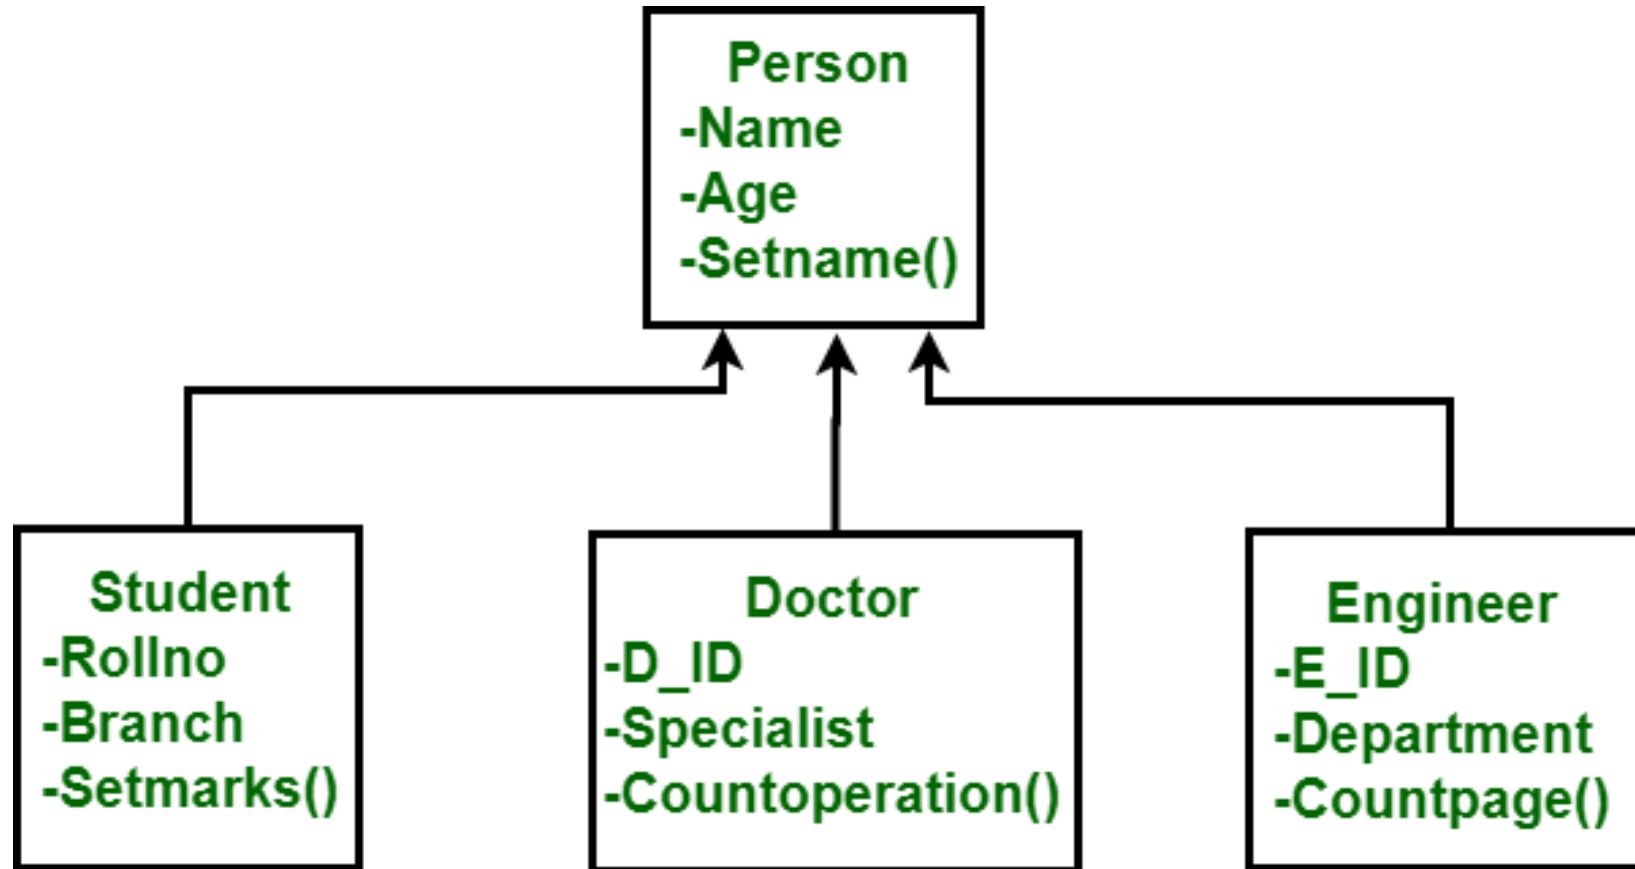 Person
-Name
-Age
-Setname()
Student
-Rollno
-Branch
-Setmarks()
Doctor
-D_ID
-Specialist
-Countoperation()
Engineer
-E_ID
-Department
-Countpage()